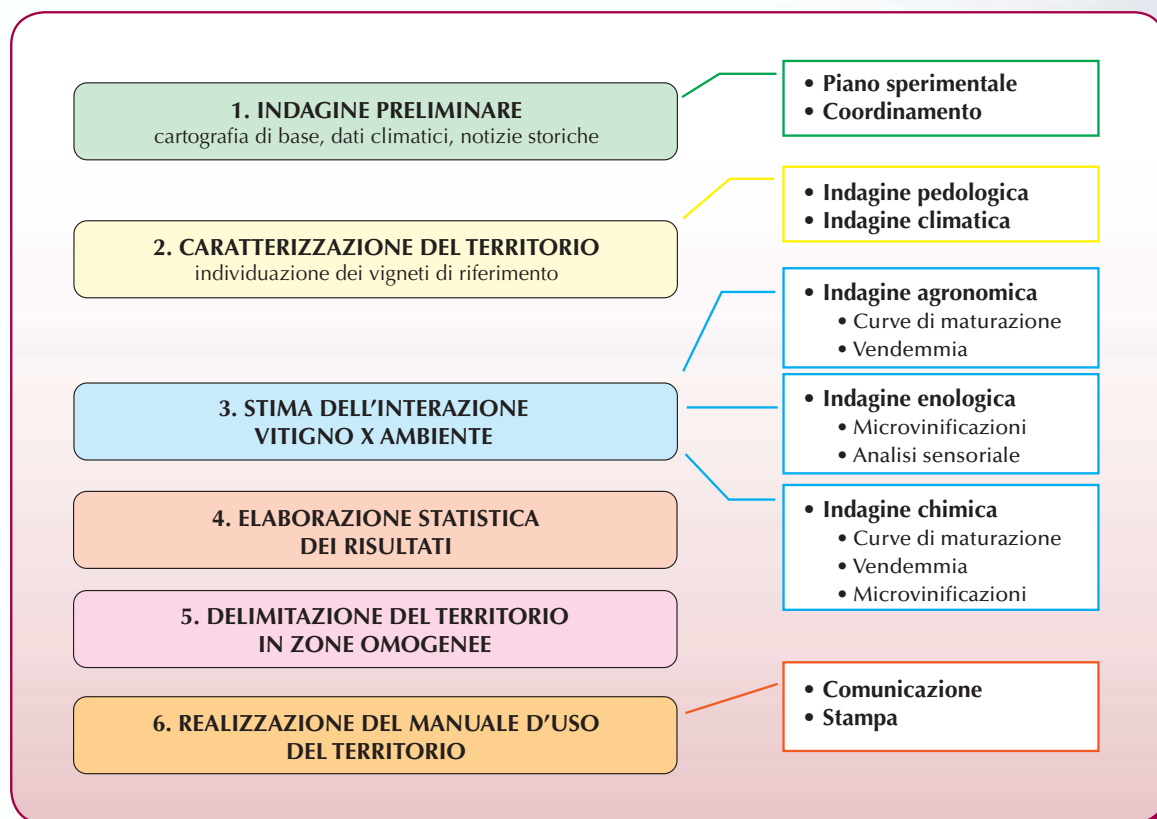 1. INDAGINE PRELIMINARE
cartografia di base, dati climatici, notizie storiche
• Piano sperimentale
• Coordinamento
2. CARATTERIZZAZIONE DEL TERRITORIO
individuazione dei vigneti di riferimento
• Indagine pedologica
• Indagine climatica
3. STIMA DELL’INTERAZIONE
VITIGNO X AMBIENTE
• Indagine agronomica
• Curve di maturazione
• Vendemmia
• Indagine enologica
• Microvinificazioni
• Analisi sensoriale
• Indagine chimica
• Curve di maturazione
• Vendemmia
• Microvinificazioni
4. ELABORAZIONE STATISTICA
DEI RISULTATI
5. DELIMITAZIONE DEL TERRITORIO
IN ZONE OMOGENEE
6. REALIZZAZIONE DEL MANUALE D’USO
DEL TERRITORIO
• Comunicazione
• Stampa